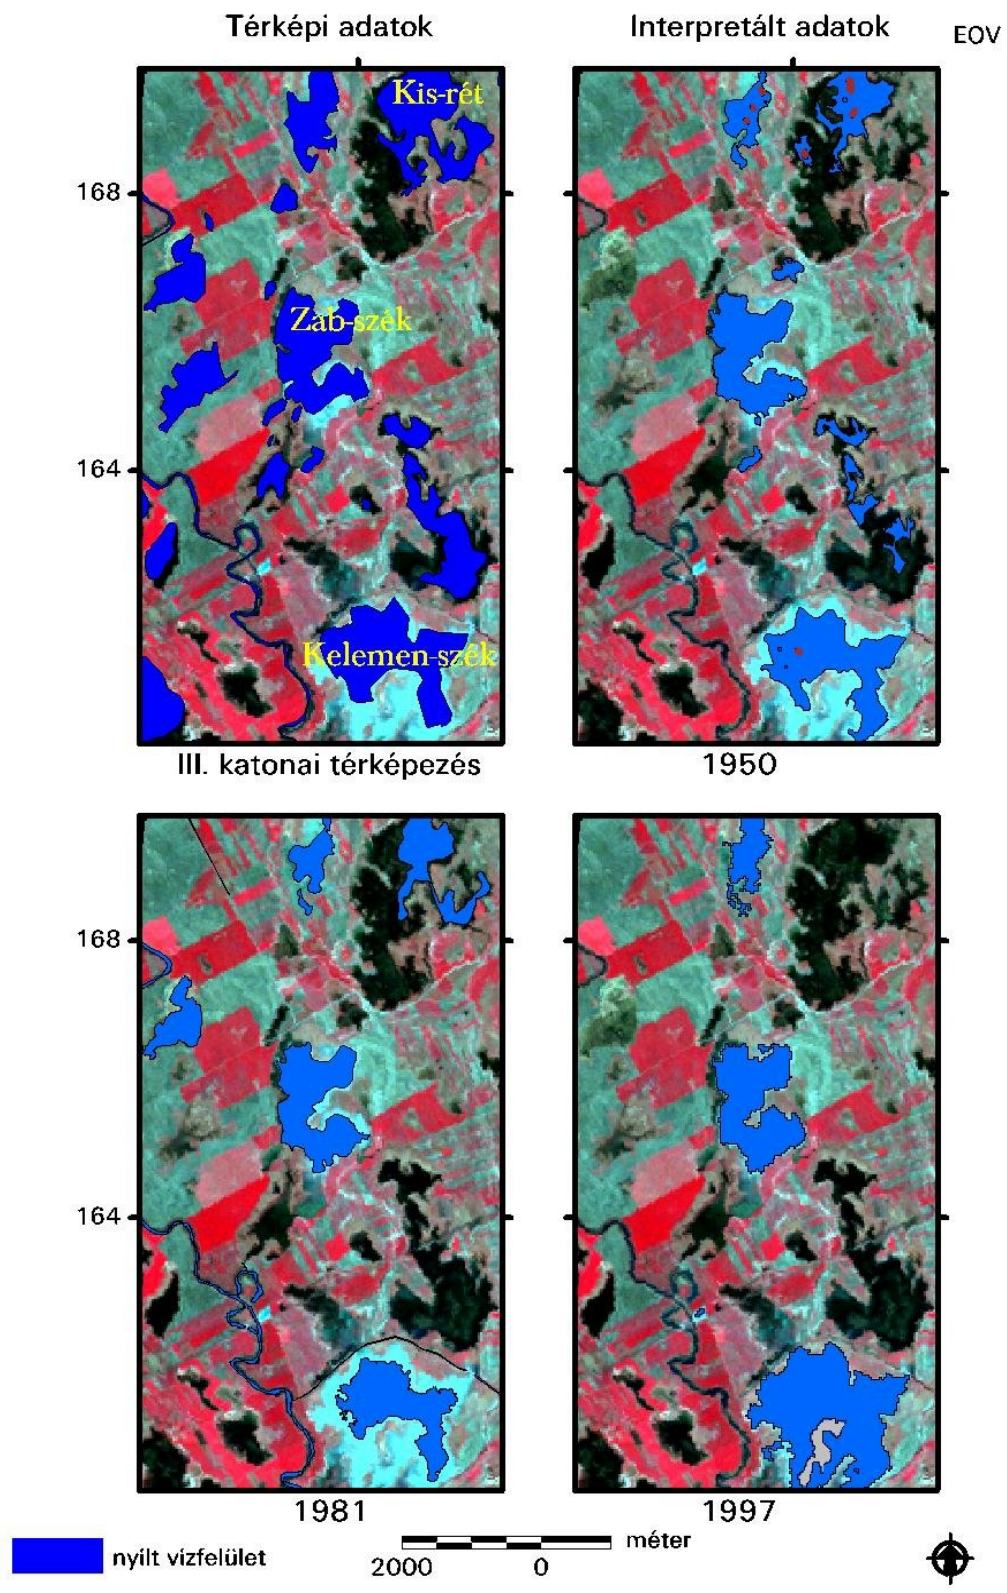 Térképi adatok
Interpretált adatok
EOV
Kis-rét
168
Zab-szék
164
Kelemen-szék
III. katonai térképezés
1950
168
164
1981
1997
nyílt vízfelület
méter
2000
0